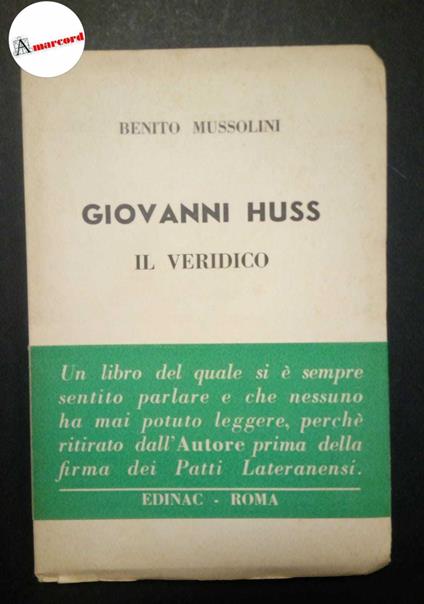 Amarcord
BENITO MUSSOLINI
GIOVANNI HUSS
IL VERIDICO
Un libro del quale si è sempre
sentito parlare e che nessuno
ha mai potuto leggere, perchè
ritirato dall'Autore prima della
firma dei Patti Lateranensi.
EDINAC - ROMA